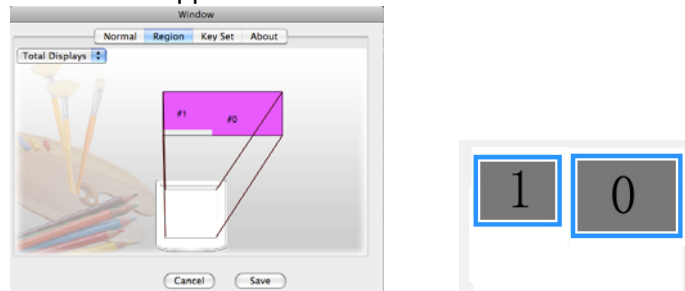 Window
Normal Region Key Set About
Total Displays
#1 #0
1 0
Cancel Save